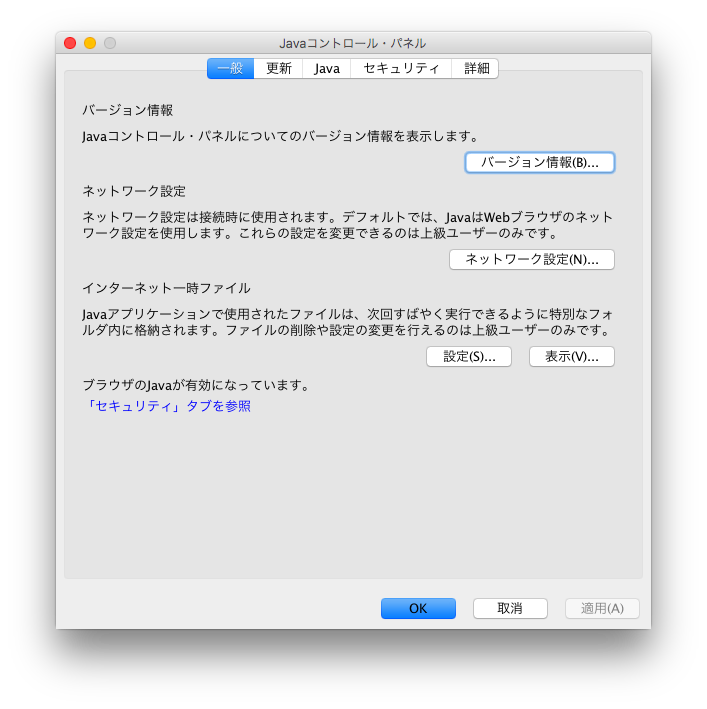 Javaコントロール・パネル
一般 更新 Java セキュリティ 詳細
バージョン情報
Javaコントロール・パネルについてのバージョン情報を表示します。
バージョン情報(B)...
ネットワーク設定
ネットワーク設定は接続時に使用されます。デフォルトでは、JavaはWebブラウザのネット
ワーク設定を使用します。これらの設定を変更できるのは上級ユーザーのみです。
ネットワーク設定(N)...
インターネット一時ファイル
Javaアプリケーションで使用されたファイルは、次回すばやく実行できるように特別なフォ
ルダ内に格納されます。ファイルの削除や設定の変更を行えるのは上級ユーザーのみです。
設定(S)... 表示(V)...
ブラウザのJavaが有効になっています。
「セキュリティ」タブを参照
OK 取消 適用(A)